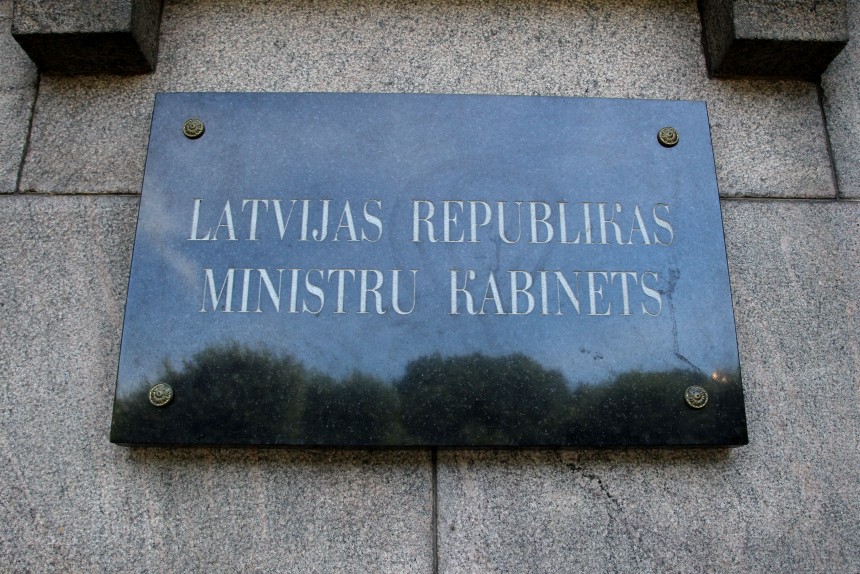 LATVIJAS REPUBLIKAS
MINISTRU KABINETS